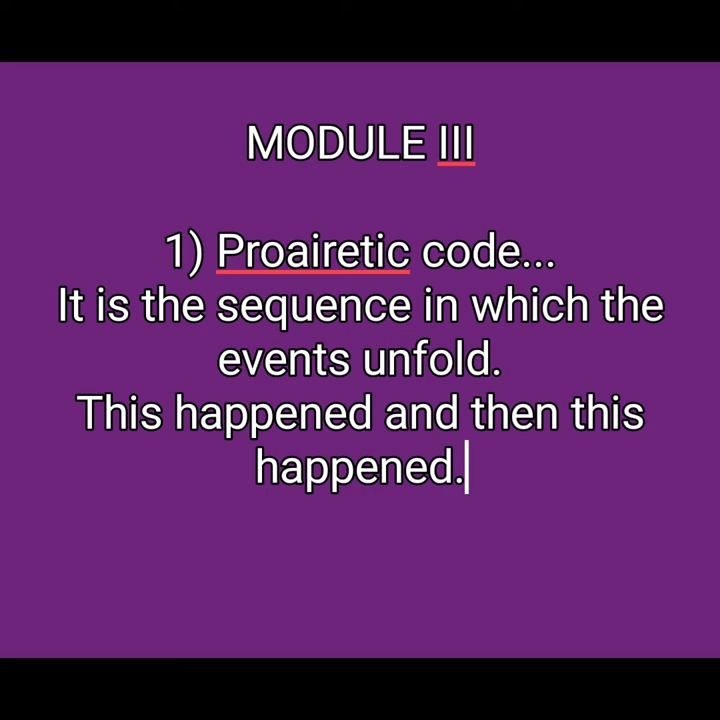 MODULE III
1) Proairetic code...
It is the sequence in which the
events unfold.
This happened and then this
happened.